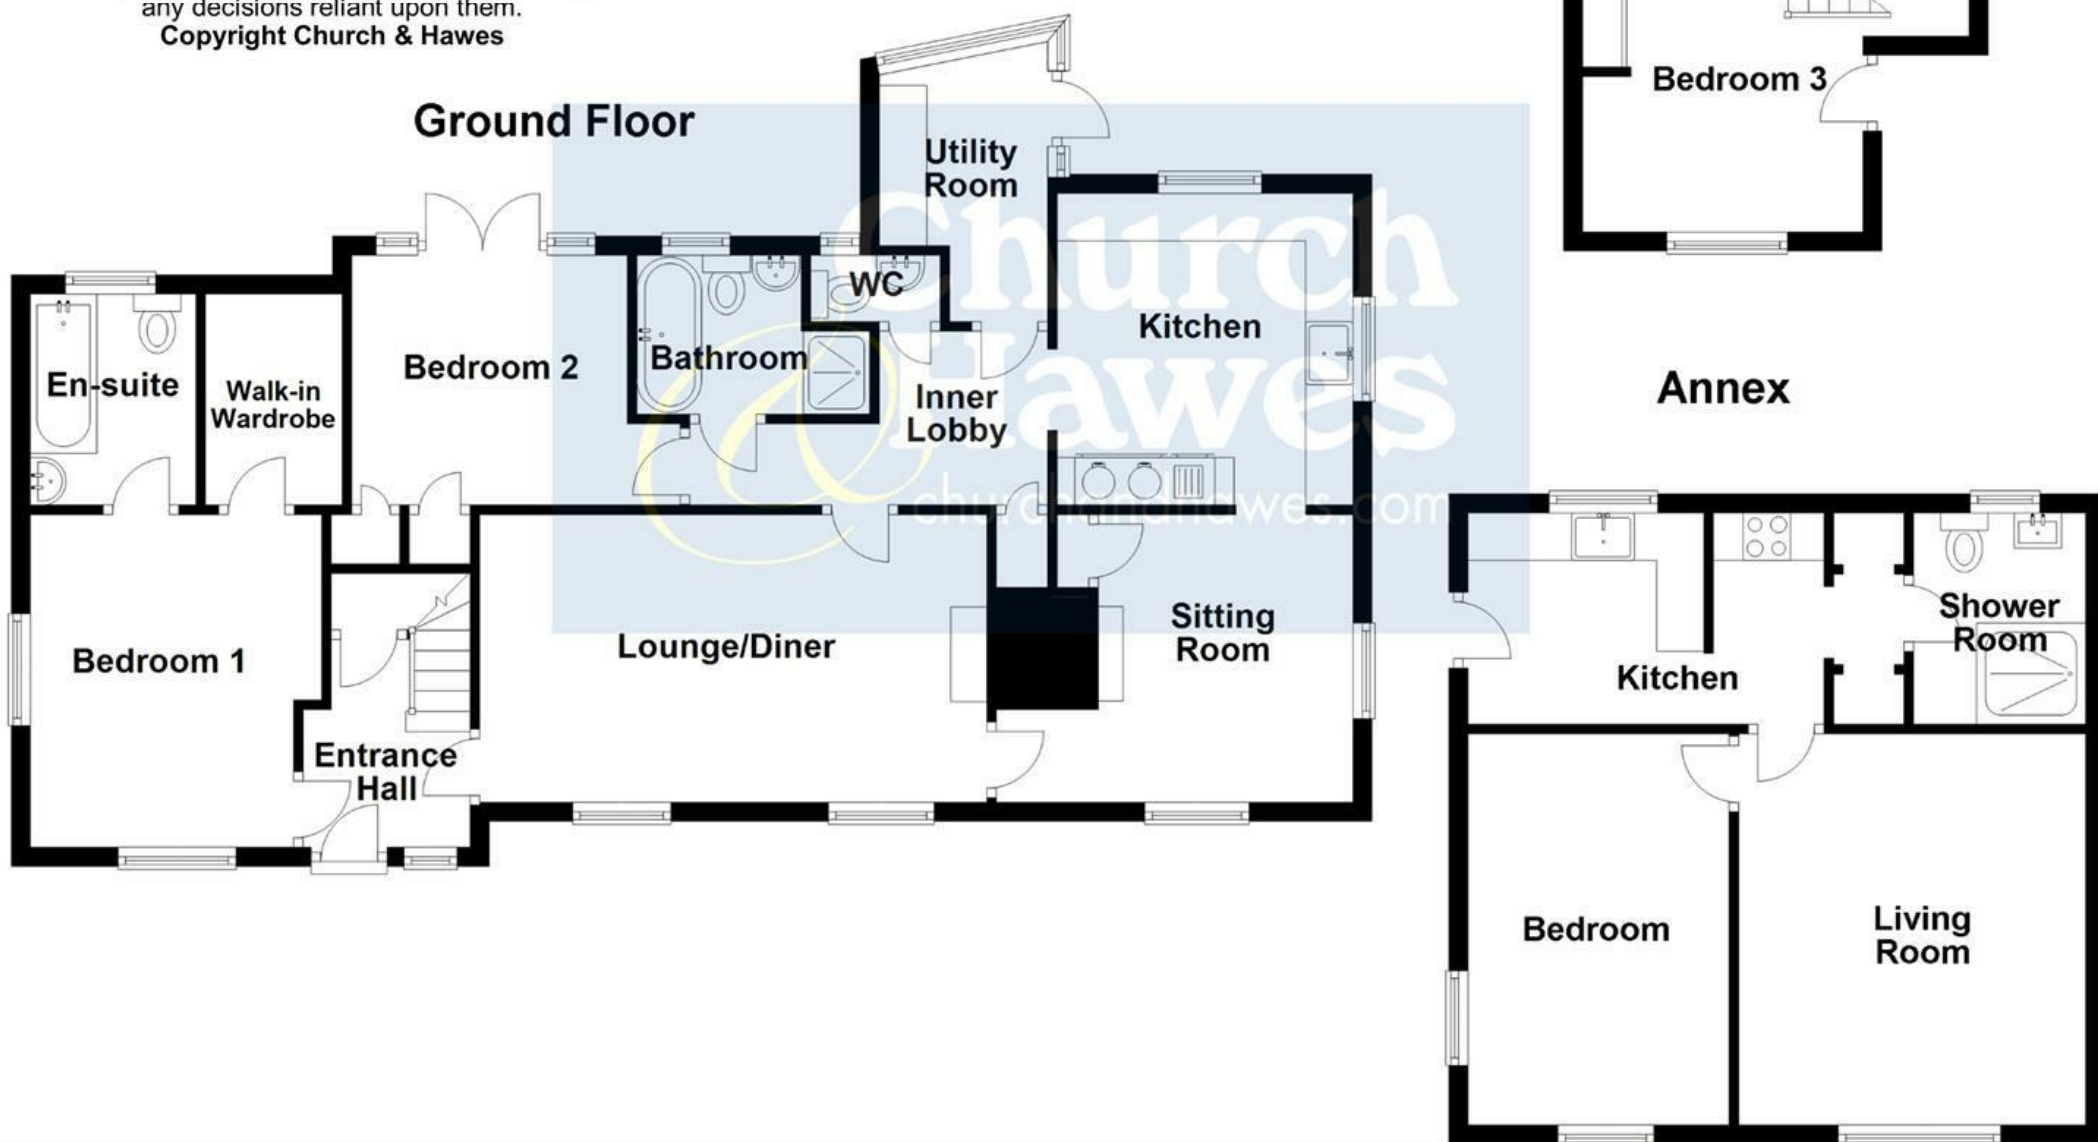 any decisions reliant upon them.
Copyright Church & Hawes
Ground Floor
Bedroom 3
Utility
Room
Church
& Hawes
churchandhawes.com
WC
Kitchen
En-suite
Walk-in
Wardrobe
Bedroom 2
Bathroom
Inner
Lobby
Annex
Bedroom 1
Entrance
Hall
Lounge/Diner
Sitting
Room
Kitchen
Shower
Room
Bedroom
Living
Room